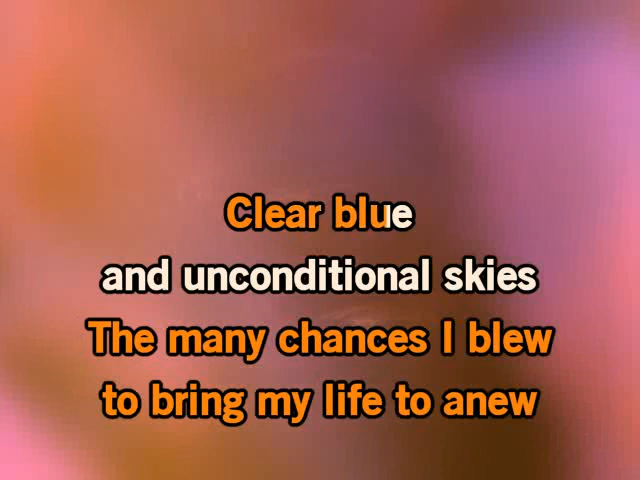 Clear blue
and unconditional skies
The many chances I blew
to bring my life to anew